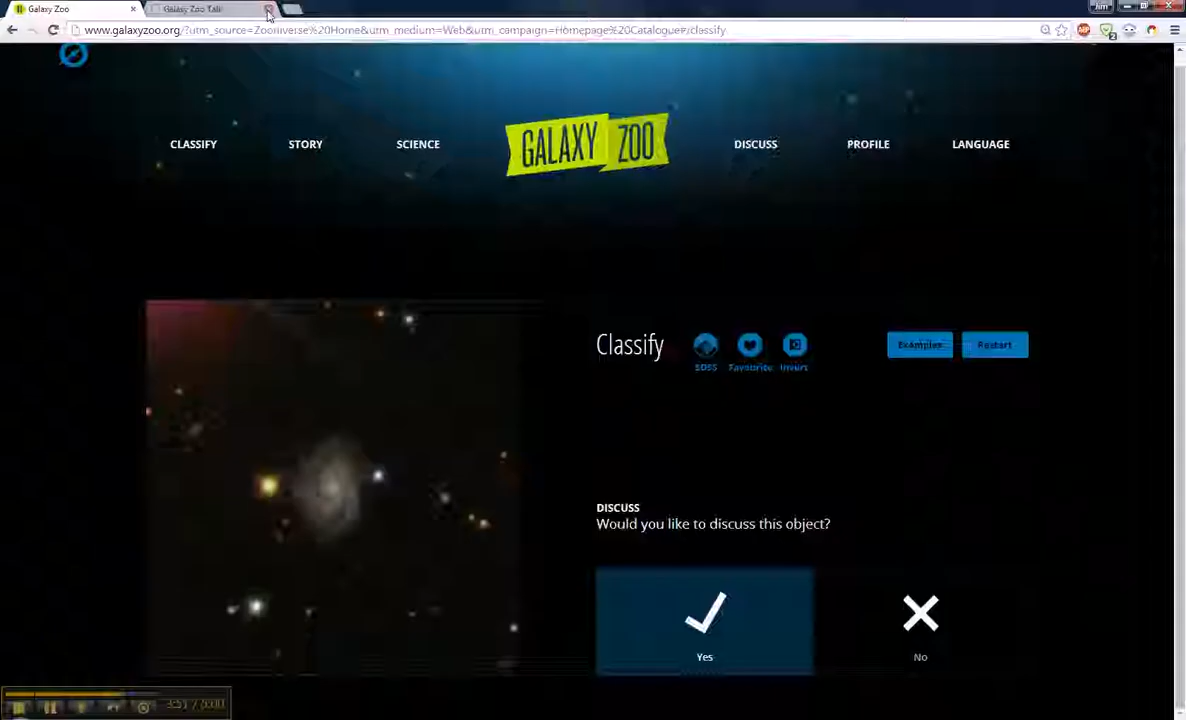 Galaxy Zoo
Galaxy Zoo Talk
Jim
www.galaxyzoo.org/?utm_source=Zooniverse%20Home&utm_medium=Web&utm_campaign=Homepage%20Catalogue#/classify
CLASSIFY STORY SCIENCE GALAXY ZOO DISCUSS PROFILE LANGUAGE
Classify
SDSS Favourite Invert
Examples Restart
DISCUSS
Would you like to discuss this object?
Yes No